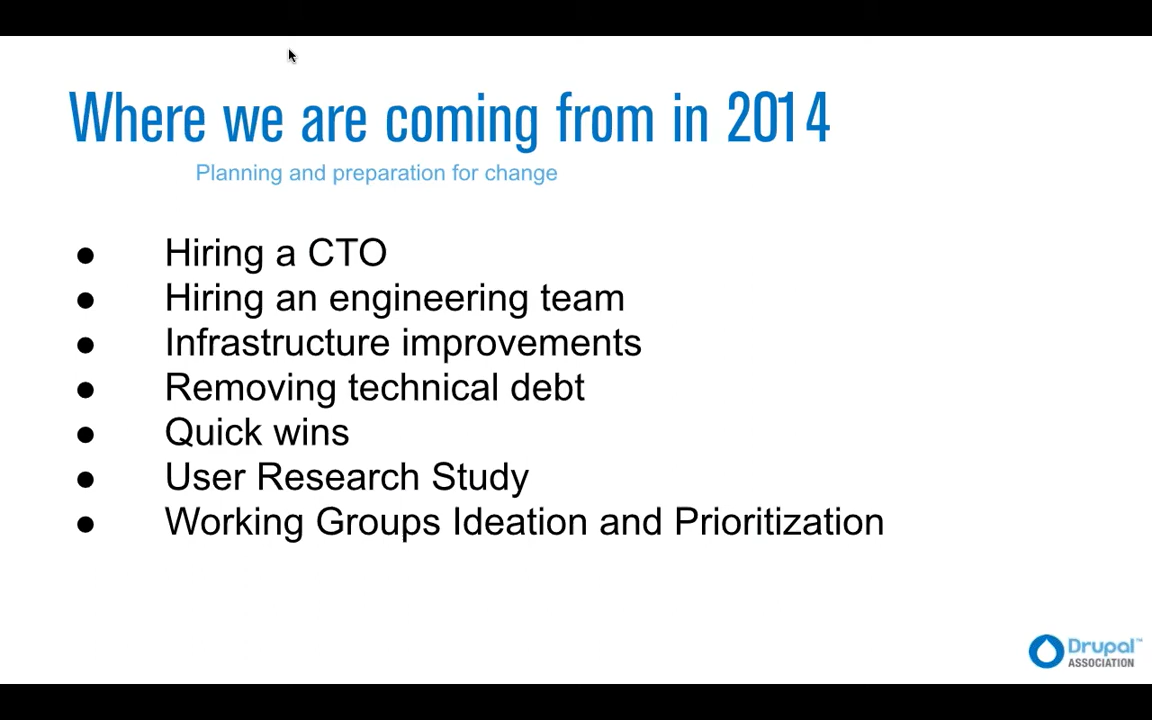 Where we are coming from in 2014
Planning and preparation for change
● Hiring a CTO
● Hiring an engineering team
● Infrastructure improvements
● Removing technical debt
● Quick wins
● User Research Study
● Working Groups Ideation and Prioritization
Drupal™
ASSOCIATION